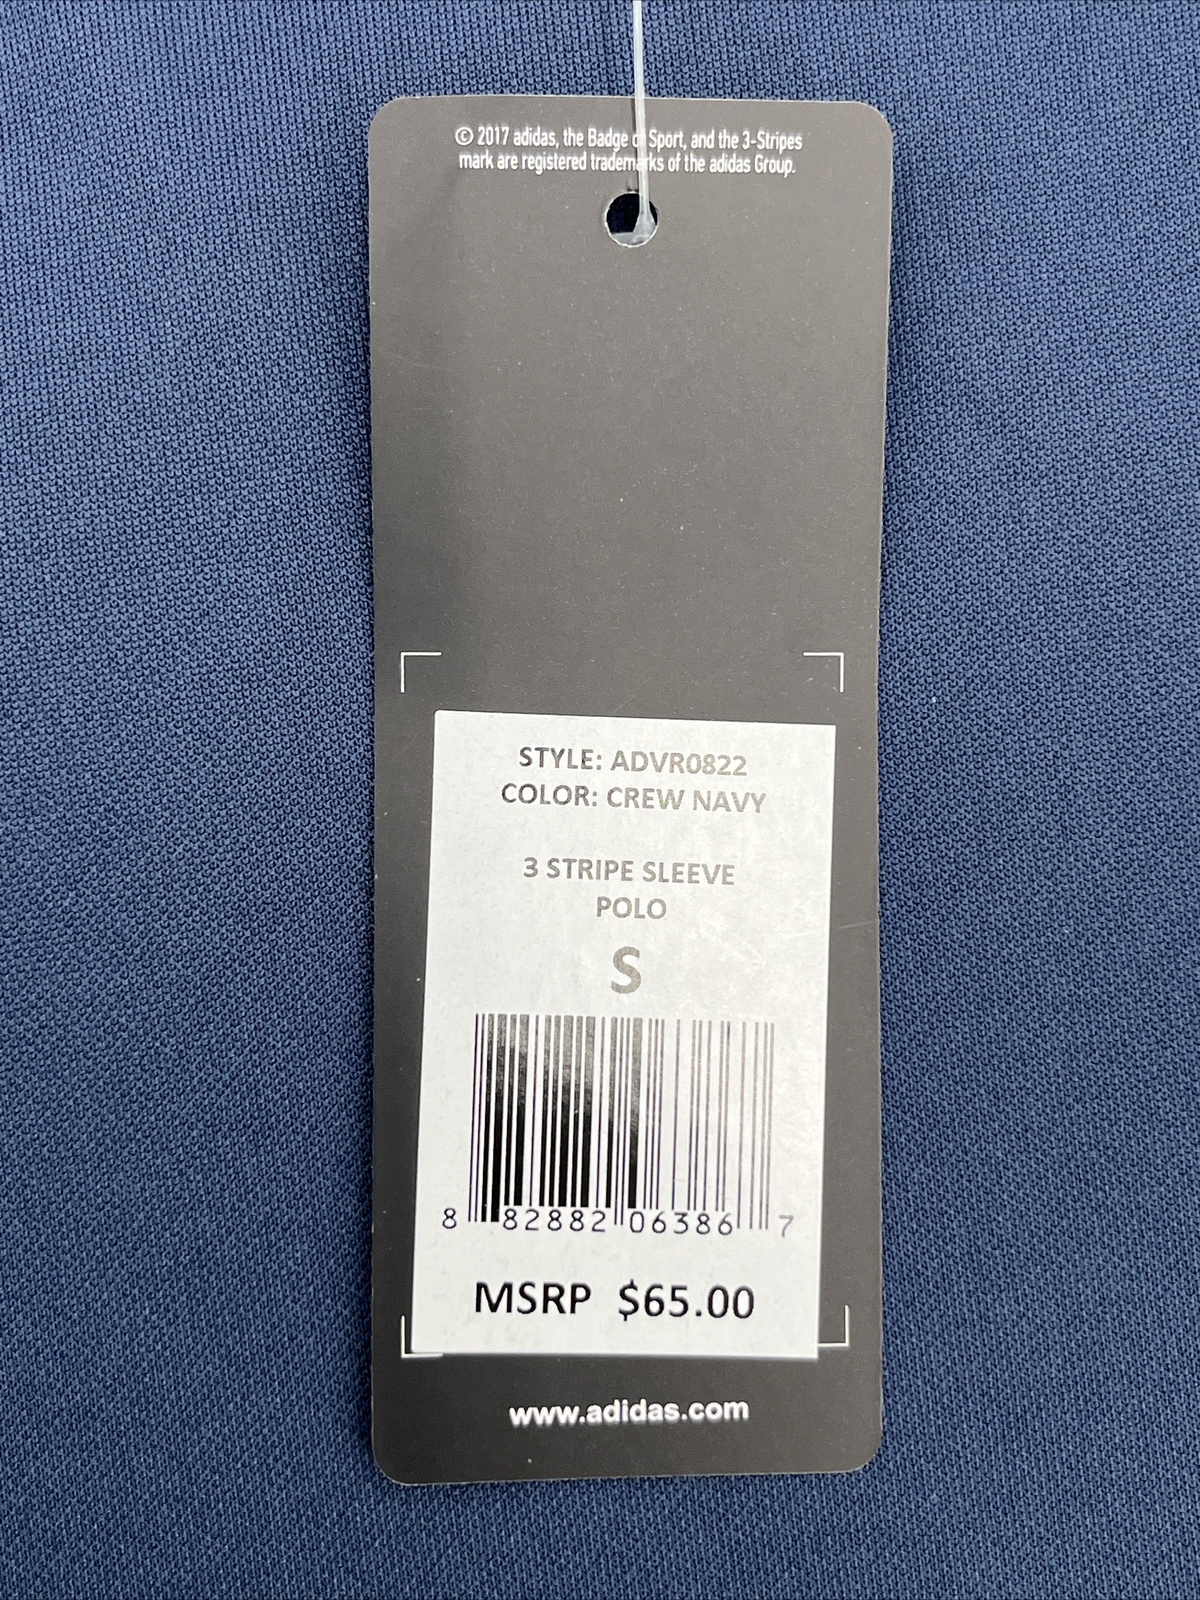 © 2017 adidas, the Badge of Sport, and the 3-Stripes
mark are registered trademarks of the adidas Group.
STYLE: ADVR0822
COLOR: CREW NAVY
3 STRIPE SLEEVE
POLO
S
8 82882 06386 7
MSRP $65.00
www.adidas.com